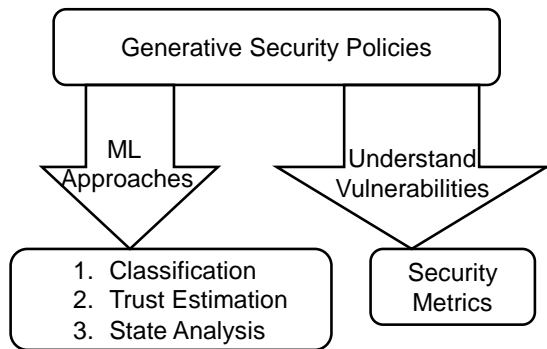 Generative Security Policies
ML
Approaches
Understand
Vulnerabilities
1. Classification
2. Trust Estimation
3. State Analysis
Security
Metrics